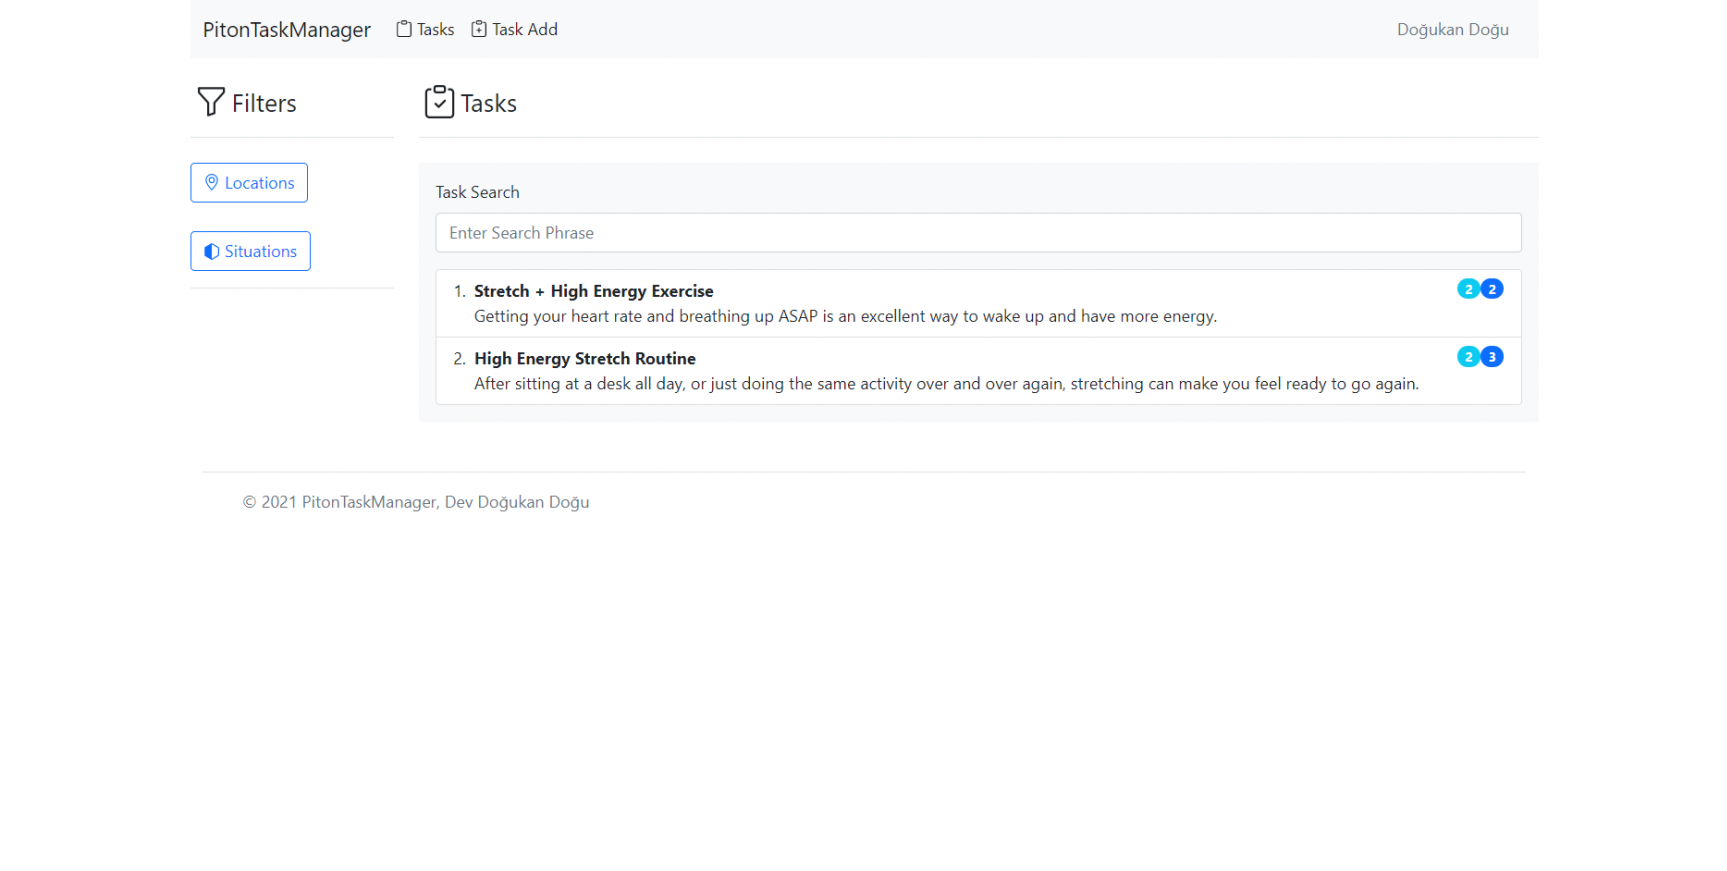 PitonTaskManager Tasks Task Add Doğukan Doğu
Filters
Locations
Situations
Tasks
Task Search
Enter Search Phrase
1. Stretch + High Energy Exercise 2 2
Getting your heart rate and breathing up ASAP is an excellent way to wake up and have more energy.
2. High Energy Stretch Routine 2 3
After sitting at a desk all day, or just doing the same activity over and over again, stretching can make you feel ready to go again.
© 2021 PitonTaskManager, Dev Doğukan Doğu